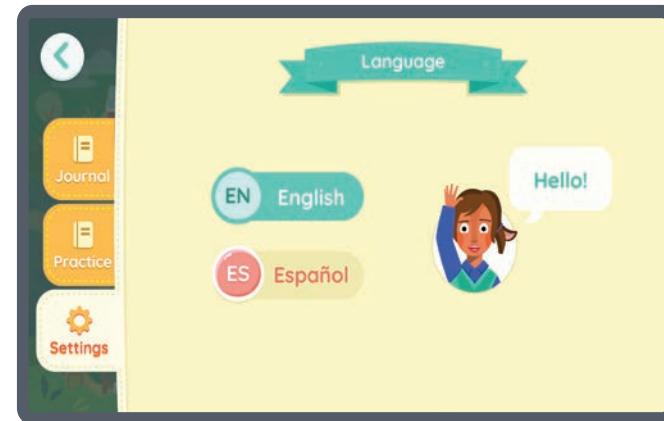 Language
Journal
Practice
Settings
EN English
ES Español
Hello!